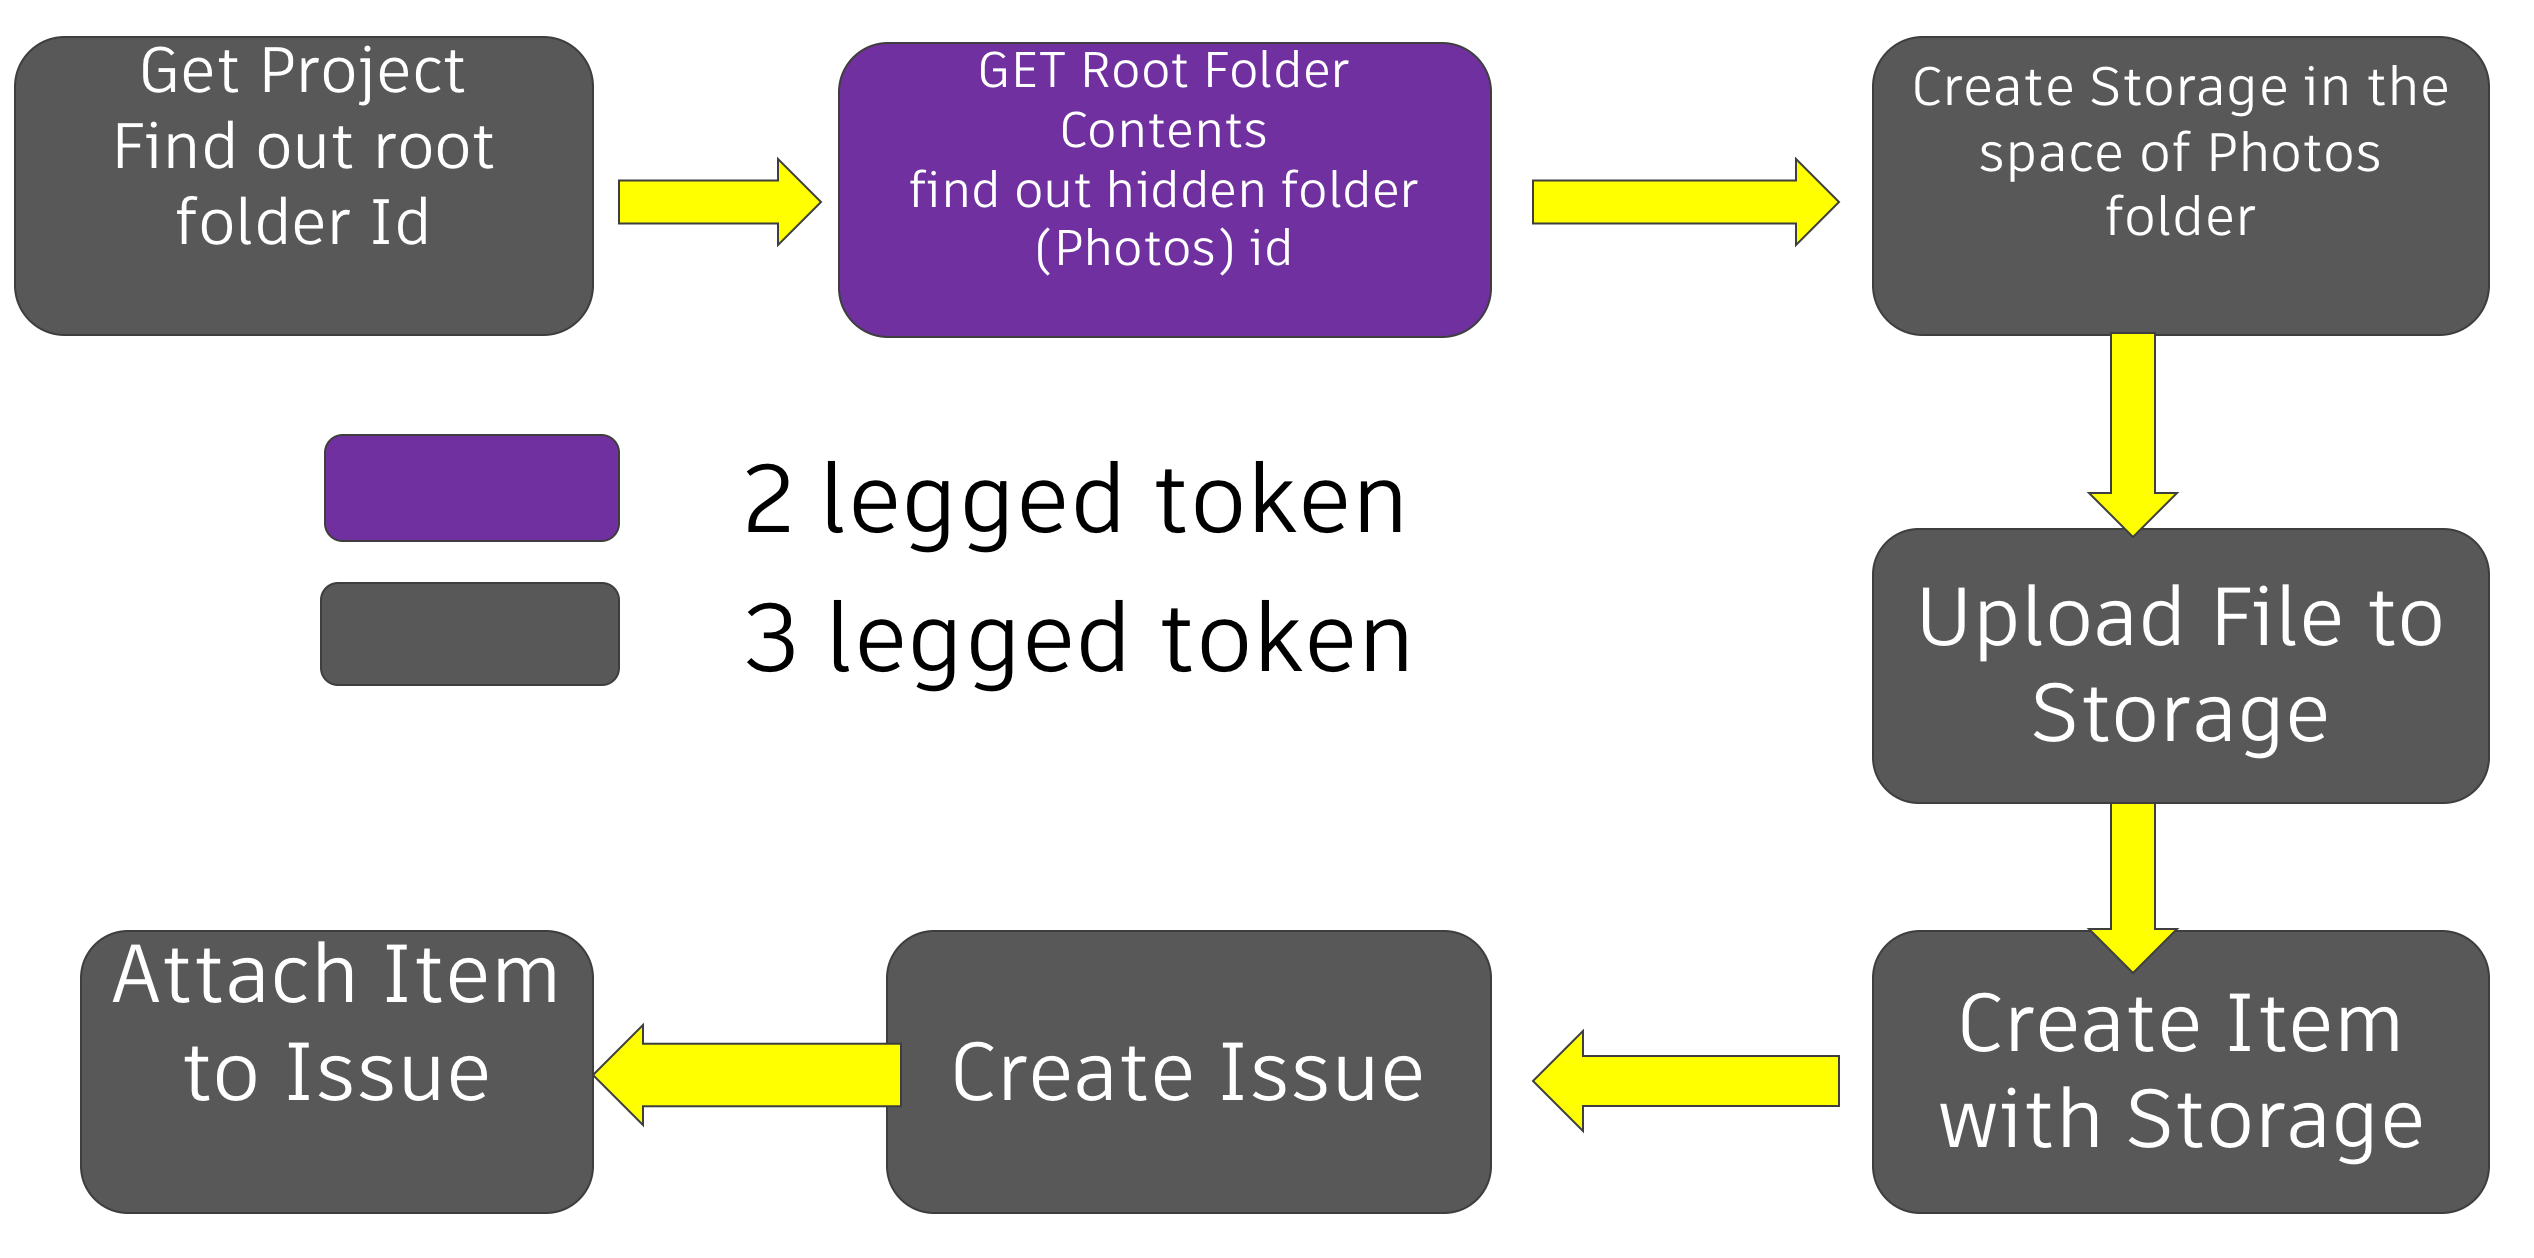 Get Project
Find out root
folder Id
GET Root Folder
Contents
find out hidden folder
(Photos) id
Create Storage in the
space of Photos
folder
2 legged token
3 legged token
Upload File to
Storage
Create Item
with Storage
Create Issue
Attach Item
to Issue